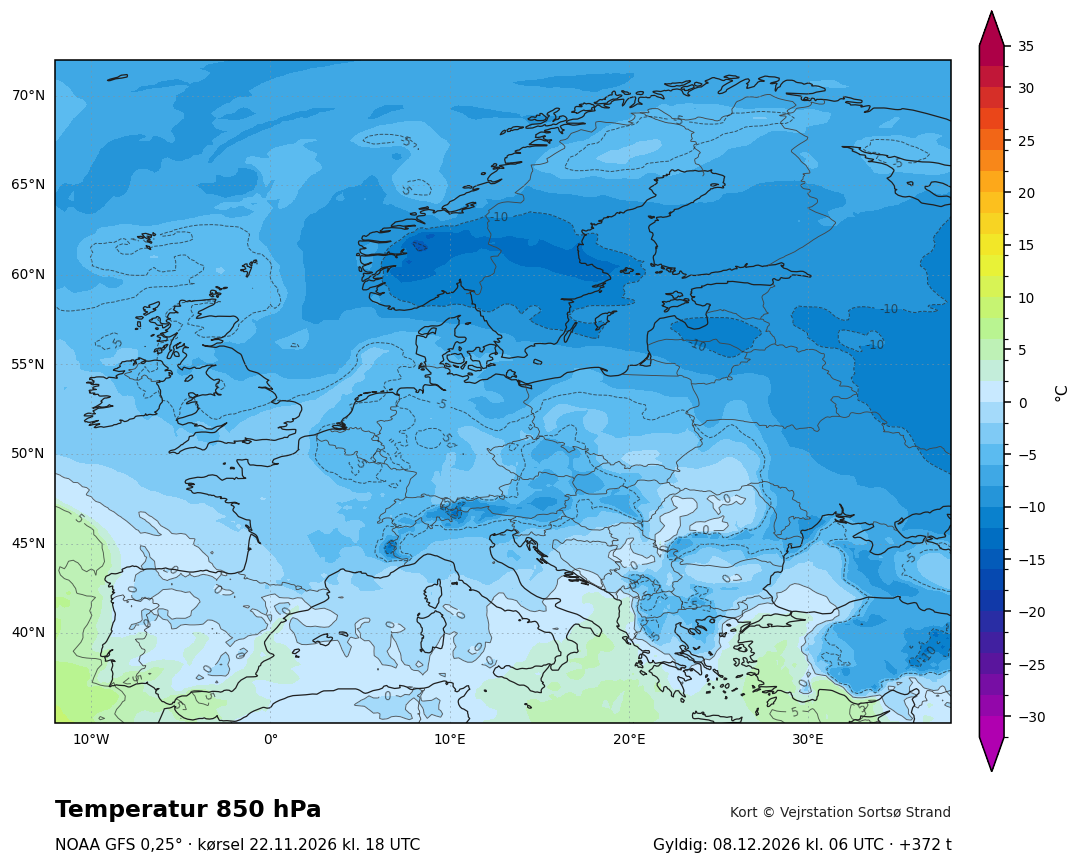 70°N
65°N
60°N
55°N
50°N
45°N
40°N
10°W
0°
10°E
20°E
30°E
35
30
25
20
15
10
5
0
−5
−10
−15
−20
−25
−30
°C
Temperatur 850 hPa
Kort © Vejrstation Sortsø Strand
NOAA GFS 0,25° · kørsel 22.11.2026 kl. 18 UTC
Gyldig: 08.12.2026 kl. 06 UTC · +372 t